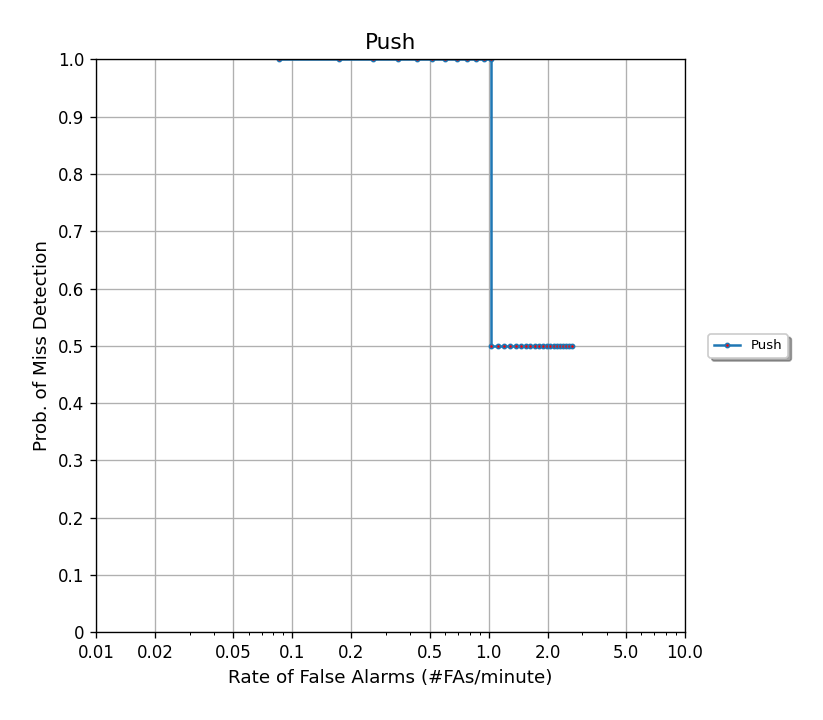 Push
1.0
0.9
0.8
0.7
0.6
0.5
0.4
0.3
0.2
0.1
0
Prob. of Miss Detection
0.01 0.02 0.05 0.1 0.2 0.5 1.0 2.0 5.0 10.0
Rate of False Alarms (#FAs/minute)
Push